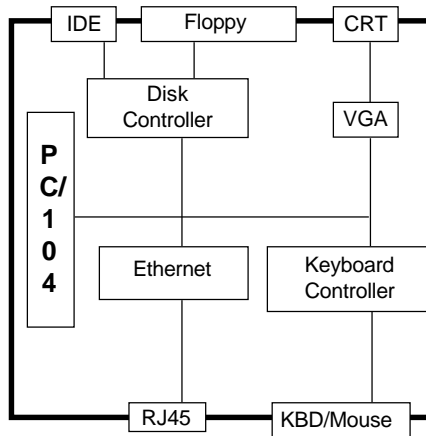 IDE
Floppy
CRT
Disk
Controller
VGA
P
C/
1
0
4
Ethernet
Keyboard
Controller
RJ45
KBD/Mouse